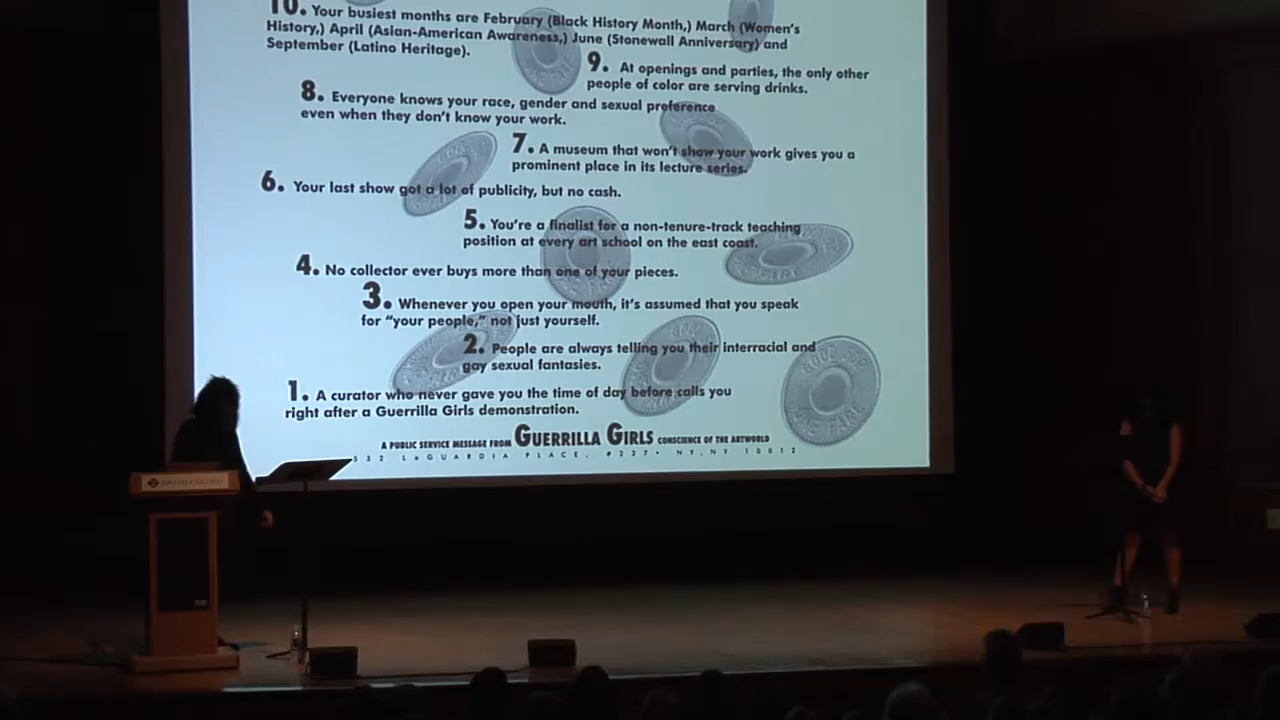 10. Your busiest months are February (Black History Month,) March (Women's
History,) April (Asian-American Awareness,) June (Stonewall Anniversary) and
September (Latino Heritage).
9. At openings and parties, the only other
people of color are serving drinks.
8. Everyone knows your race, gender and sexual preference
even when they don't know your work.
7. A museum that won't show your work gives you a
prominent place in its lecture series.
6. Your last show got a lot of publicity, but no cash.
5. You're a finalist for a non-tenure-track teaching
position at every art school on the east coast.
4. No collector ever buys more than one of your pieces.
3. Whenever you open your mouth, it's assumed that you speak
for "your people," not just yourself.
2. People are always telling you their interracial and
gay sexual fantasies.
1. A curator who never gave you the time of day before calls you
right after a Guerrilla Girls demonstration.
GOOD FOR
ONE FARE
A PUBLIC SERVICE MESSAGE FROM GUERRILLA GIRLS CONSCIENCE OF THE ARTWORLD
532 LaGUARDIA PLACE, #237• NY, NY 10012